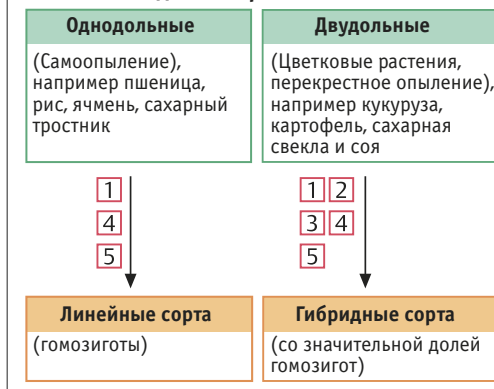 Однодольные
(Самоопыление),
например пшеница,
рис, ячмень, сахарный
тростник
Двудольные
(Цветковые растения,
перекрестное опыление),
например кукуруза,
картофель, сахарная
свекла и соя
1
4
5
1 2
3 4
5
Линейные сорта
(гомозиготы)
Гибридные сорта
(со значительной долей
гомозигот)